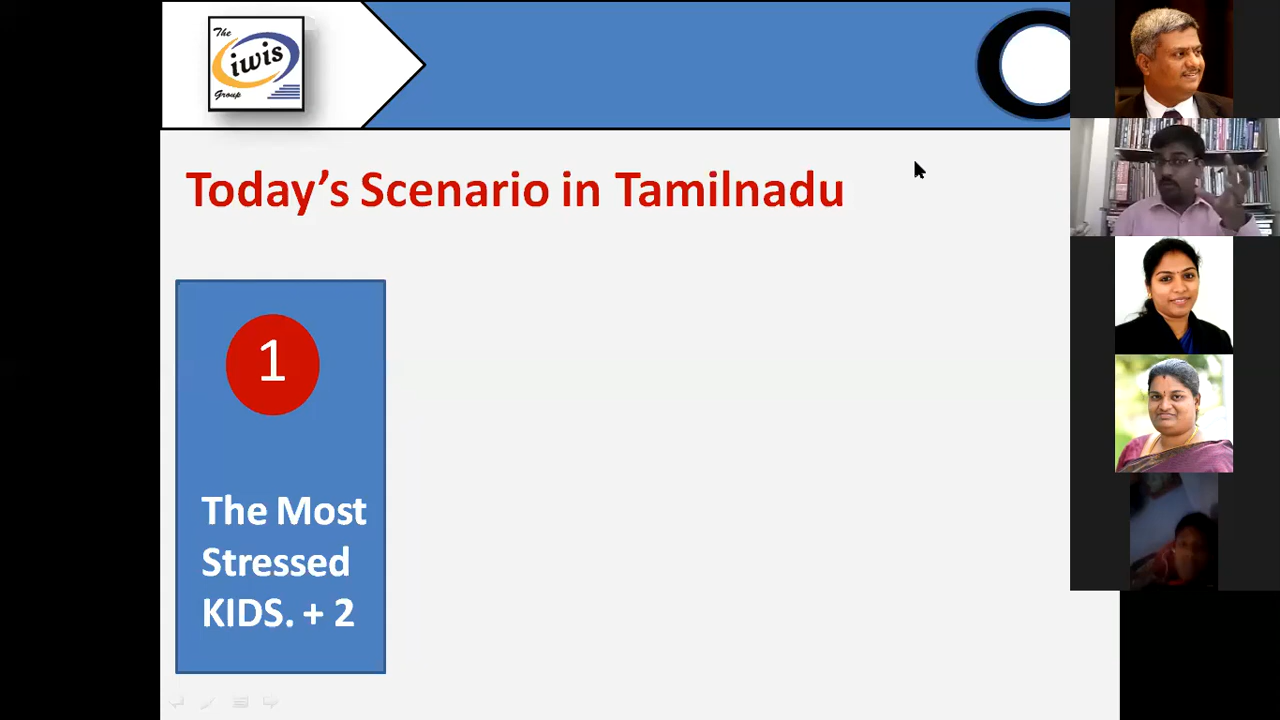 The
iwis
Group
Today’s Scenario in Tamilnadu
1
The Most
Stressed
KIDS. + 2